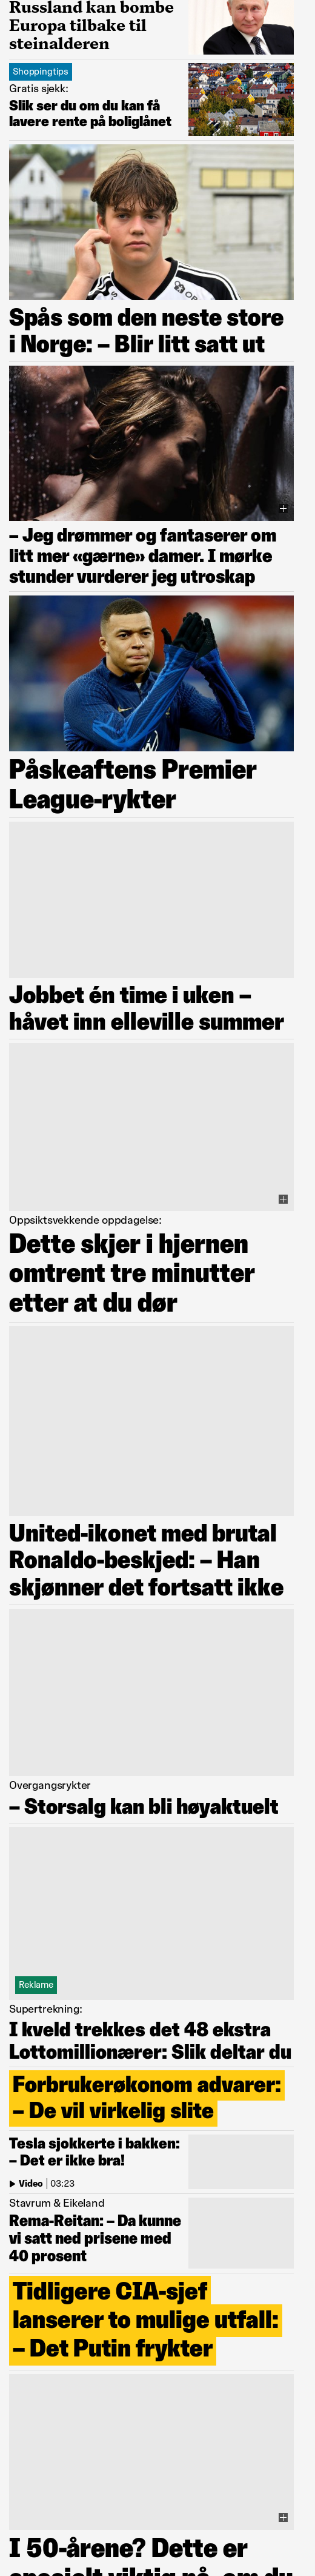 Russland kan bombe
Europa tilbake til
steinalderen
Shoppingtips
Gratis sjekk:
Slik ser du om du kan få
lavere rente på boliglånet
Spås som den neste store
i Norge: – Blir litt satt ut
– Jeg drømmer og fantaserer om
litt mer «gærne» damer. I mørke
stunder vurderer jeg utroskap
Påskeaftens Premier
League-rykter
Jobbet én time i uken –
håvet inn elleville summer
Oppsiktsvekkende oppdagelse:
Dette skjer i hjernen
omtrent tre minutter
etter at du dør
United-ikonet med brutal
Ronaldo-beskjed: – Han
skjønner det fortsatt ikke
Overgangsrykter
– Storsalg kan bli høyaktuelt
Reklame
Supertrekning:
I kveld trekkes det 48 ekstra
Lottomillionærer: Slik deltar du
Forbrukerøkonom advarer:
– De vil virkelig slite
Tesla sjokkerte i bakken:
– Det er ikke bra!
Video | 03:23
Stavrum & Eikeland
Rema-Reitan: – Da kunne
vi satt ned prisene med
40 prosent
Tidligere CIA-sjef
lanserer to mulige utfall:
– Det Putin frykter
I 50-årene? Dette er
spesielt viktig nå, om du